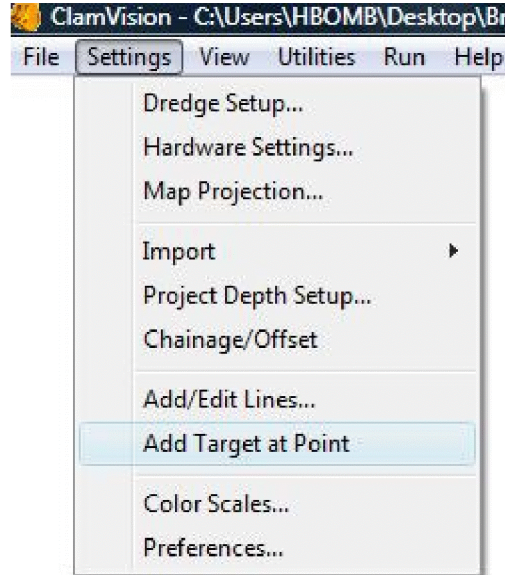 ClamVision - C:\Users\HBOMB\Desktop\Br
File Settings View Utilities Run Help
Dredge Setup...
Hardware Settings...
Map Projection...
Import
Project Depth Setup...
Chainage/Offset
Add/Edit Lines...
Add Target at Point
Color Scales...
Preferences...